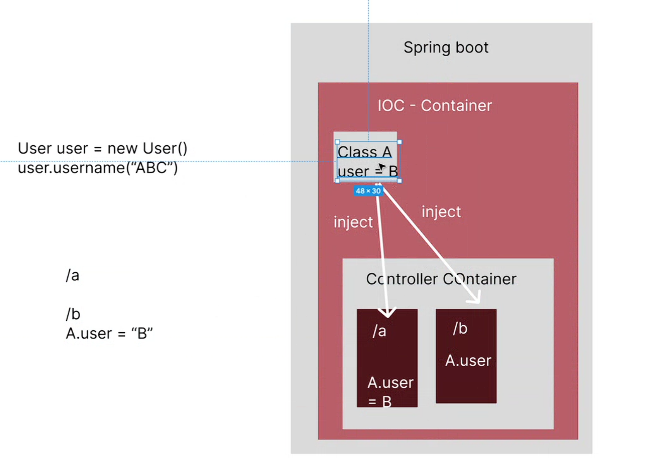 Spring boot
IOC - Container
User user = new User()
user.username(“ABC”)
Class A
user = B
48 × 30
inject
inject
/a
/b
A.user = “B”
Controller COntainer
/a
A.user
= B
/b
A.user